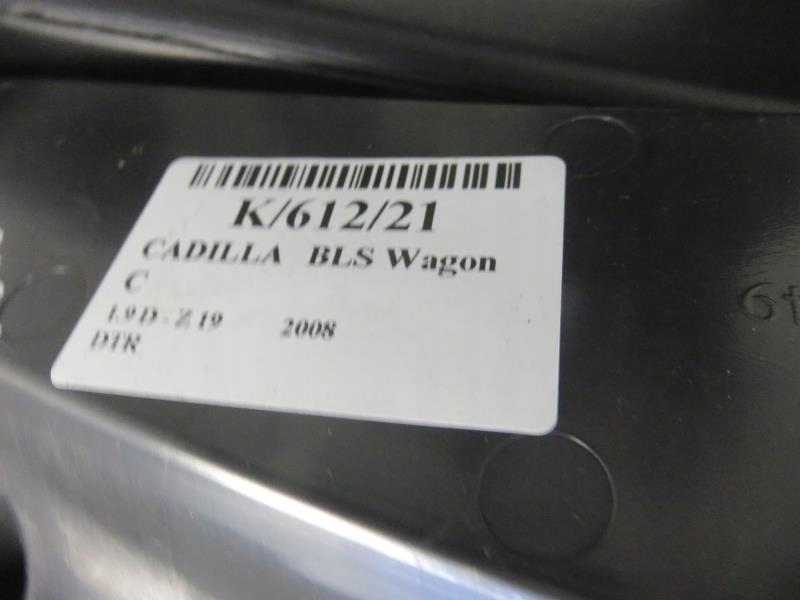 K/612/21
CADILLA BLS Wagon
C
1.9 D - Z 19 2008
DTR